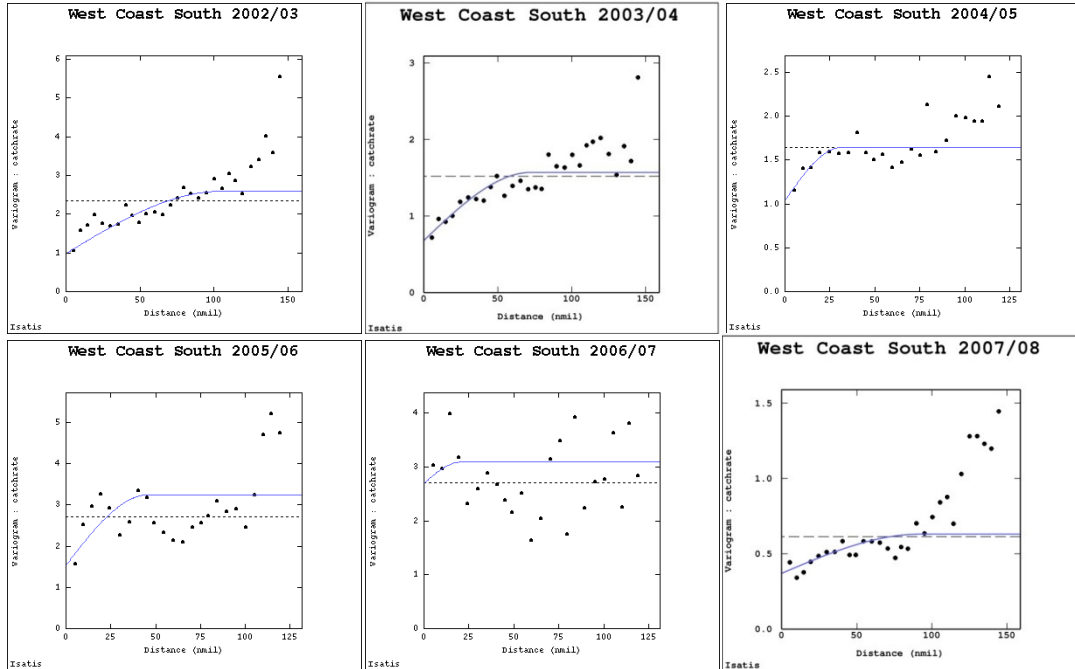 West Coast South 2002/03
6
5
4
3
2
1
0
Variogram : catchrate
0 50 100 150
Distance (nmil)
Isatis
West Coast South 2003/04
3
2
1
0
Variogram : catchrate
0 50 100 150
Distance (nmil)
Isatis
West Coast South 2004/05
2.5
2.0
1.5
1.0
0.5
0.0
Variogram : catchrate
0 25 50 75 100 125
Distance (nmil)
Isatis
West Coast South 2005/06
5
4
3
2
1
0
Variogram : catchrate
0 25 50 75 100 125
Distance (nmil)
Isatis
West Coast South 2006/07
4
3
2
1
0
Variogram : catchrate
0 25 50 75 100 125
Distance (nmil)
Isatis
West Coast South 2007/08
1.5
1.0
0.5
0.0
Variogram : catchrate
0 50 100 150
Distance (nmil)
Isatis